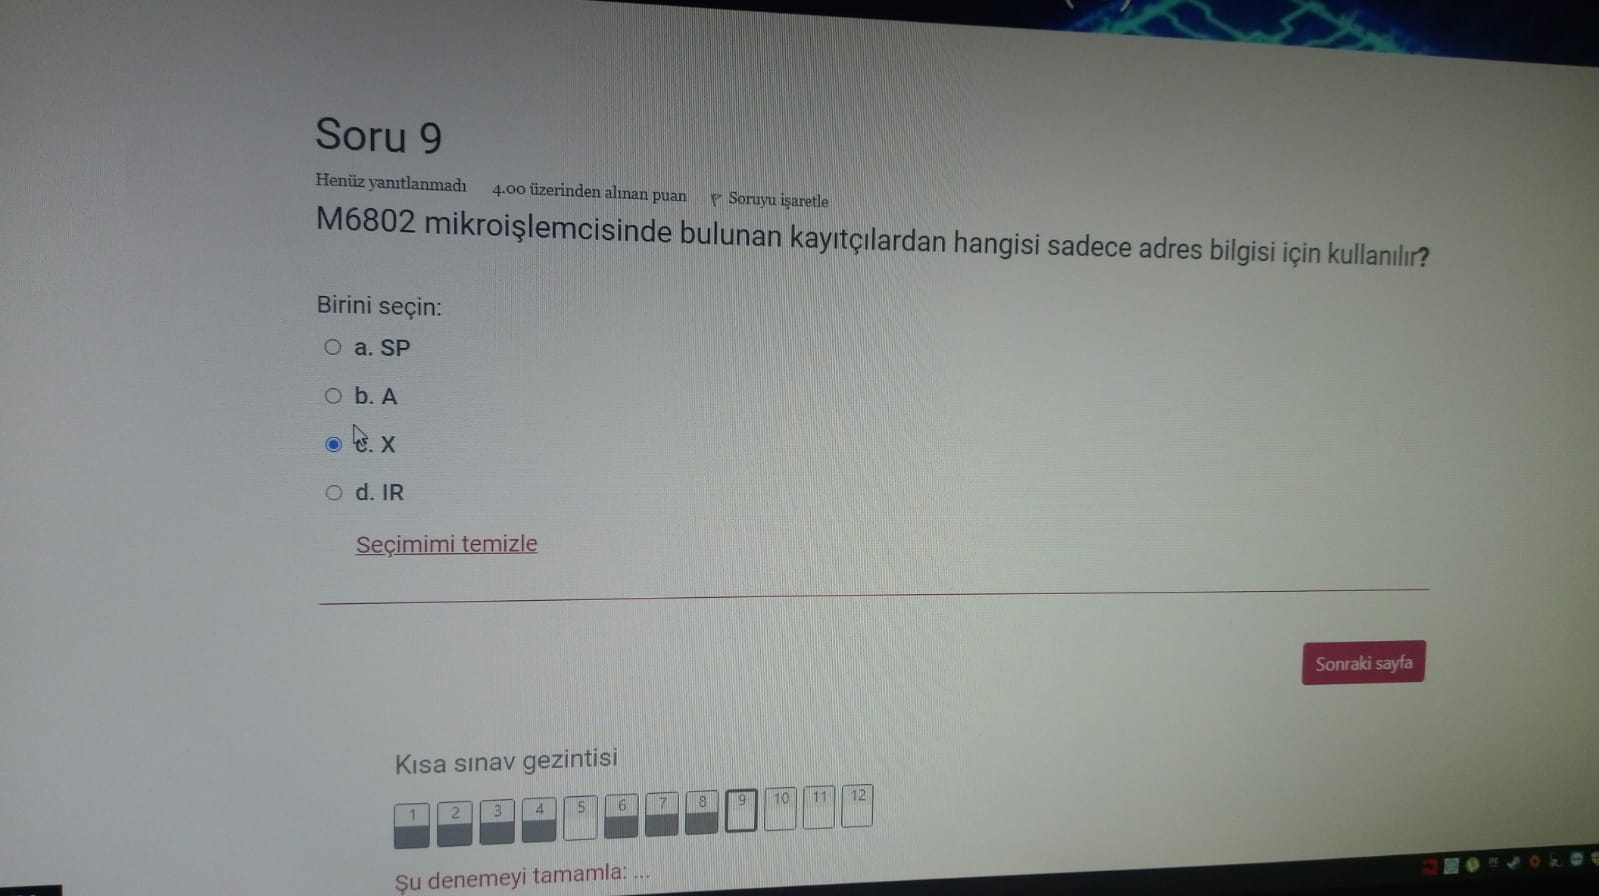 Soru 9
Henüz yanıtlanmadı 4.00 üzerinden alınan puan Soruyu işaretle
M6802 mikroişlemcisinde bulunan kayıtçılardan hangisi sadece adres bilgisi için kullanılır?
Birini seçin:
a. SP
b. A
c. X
d. IR
Seçimimi temizle
Sonraki sayfa
Kısa sınav gezintisi
1 2 3 4 5 6 7 8 9 10 11 12
Şu denemeyi tamamla: ...